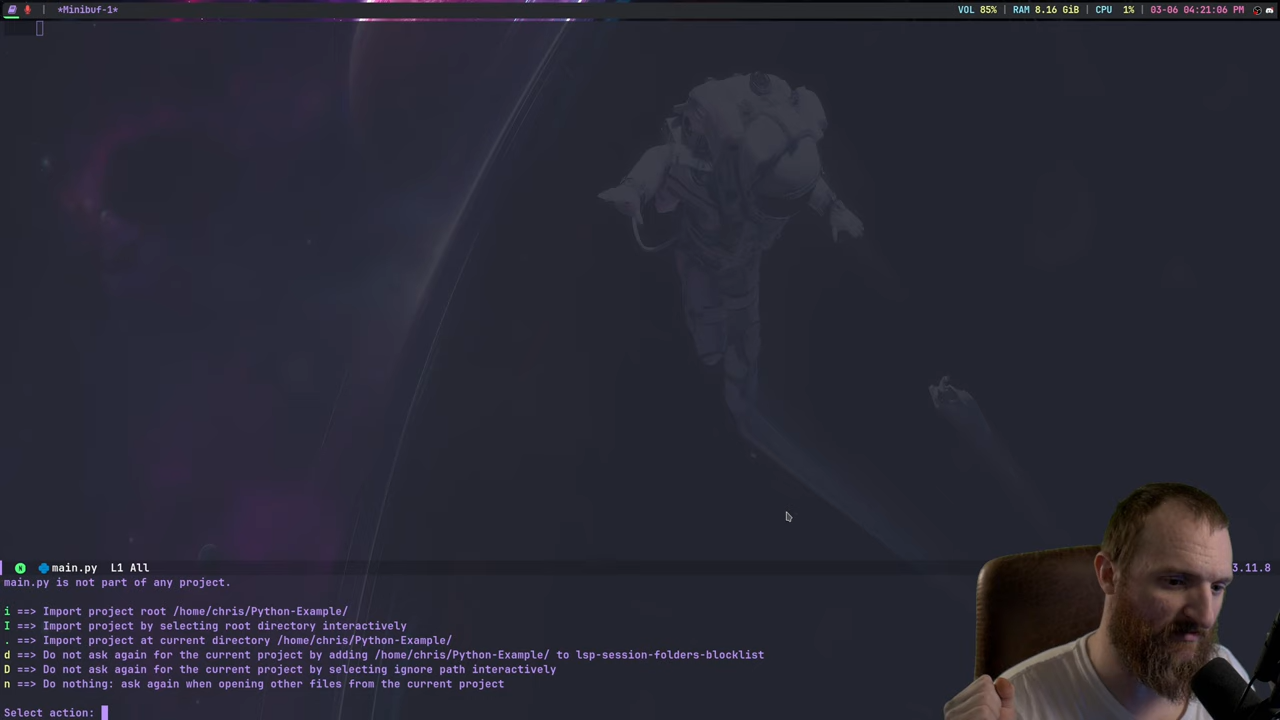 *Minibuf-1*
VOL 85% | RAM 8.16 GiB | CPU 1% | 03-06 04:21:06 PM
N main.py L1 All 3.11.8
main.py is not part of any project.
i ==> Import project root /home/chris/Python-Example/
I ==> Import project by selecting root directory interactively
. ==> Import project at current directory /home/chris/Python-Example/
d ==> Do not ask again for the current project by adding /home/chris/Python-Example/ to lsp-session-folders-blocklist
D ==> Do not ask again for the current project by selecting ignore path interactively
n ==> Do nothing: ask again when opening other files from the current project
Select action: